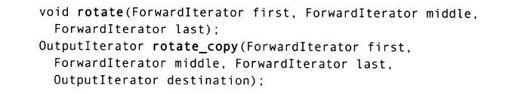 void rotate(ForwardIterator first, ForwardIterator middle,
ForwardIterator last);
OutputIterator rotate_copy(ForwardIterator first,
ForwardIterator middle, ForwardIterator last,
OutputIterator destination);